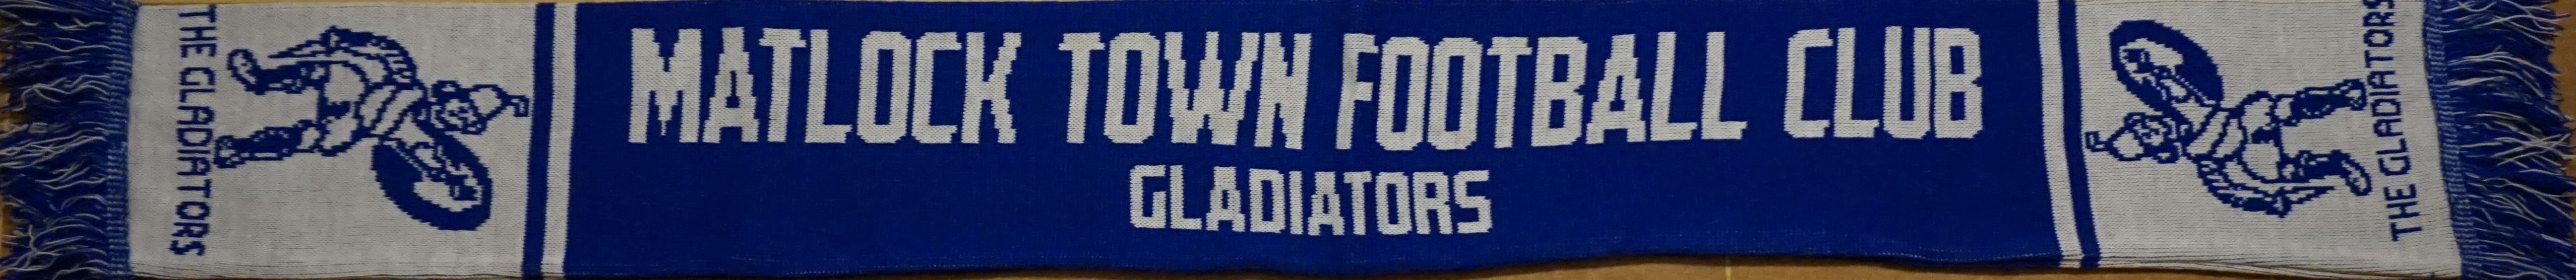 THE GLADIATORS
MATLOCK TOWN FOOTBALL CLUB
GLADIATORS
THE GLADIATORS